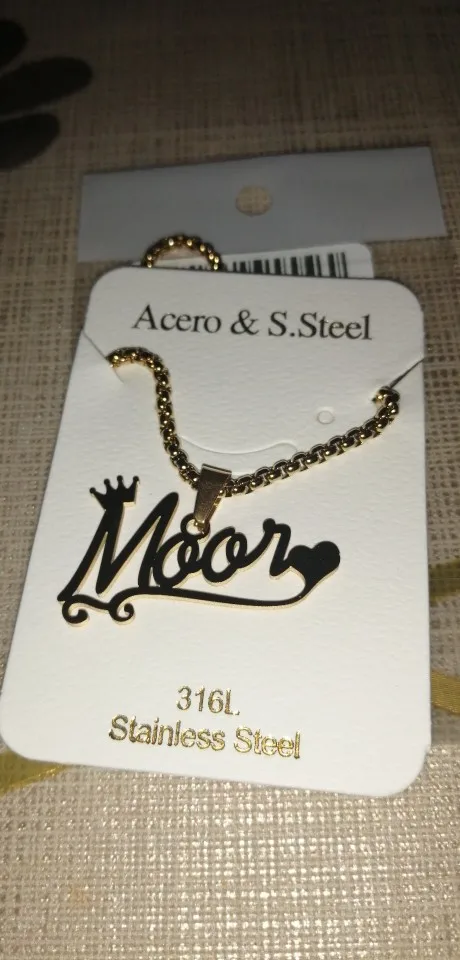 Acero & S.Steel
Moor
316L
Stainless Steel